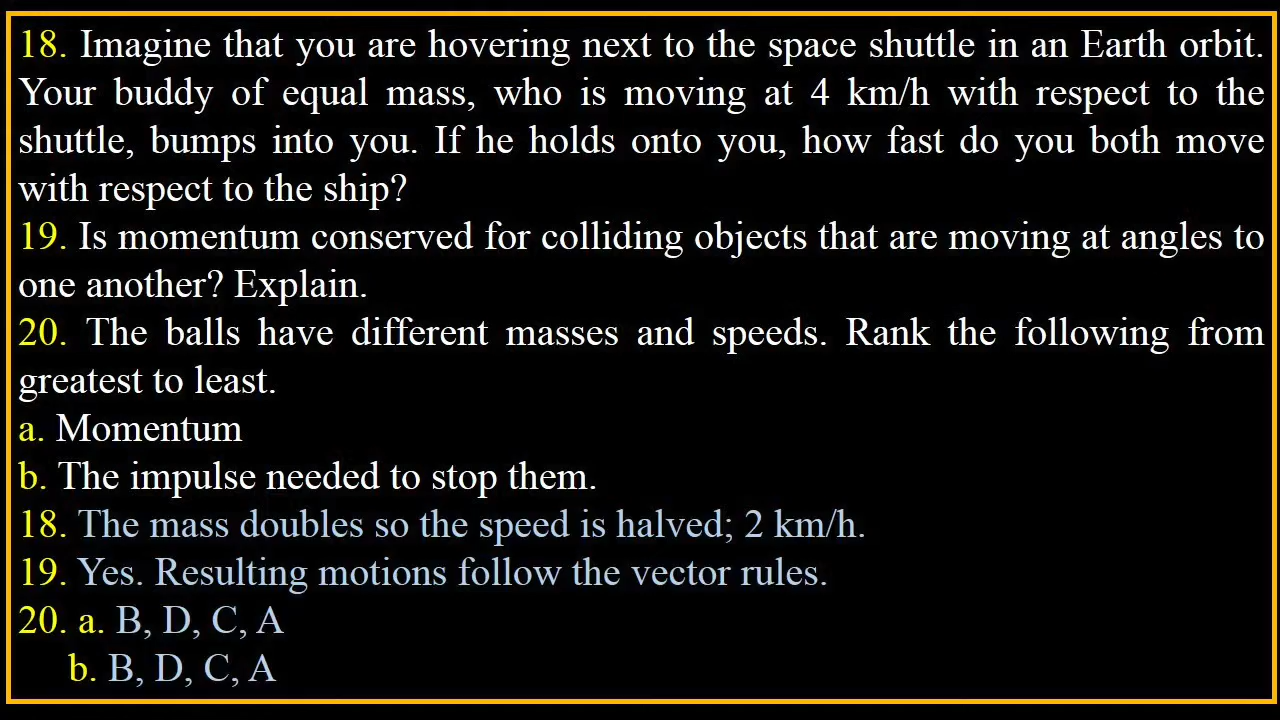 18. Imagine that you are hovering next to the space shuttle in an Earth orbit.
Your buddy of equal mass, who is moving at 4 km/h with respect to the
shuttle, bumps into you. If he holds onto you, how fast do you both move
with respect to the ship?
19. Is momentum conserved for colliding objects that are moving at angles to
one another? Explain.
20. The balls have different masses and speeds. Rank the following from
greatest to least.
a. Momentum
b. The impulse needed to stop them.
18. The mass doubles so the speed is halved; 2 km/h.
19. Yes. Resulting motions follow the vector rules.
20. a. B, D, C, A
b. B, D, C, A